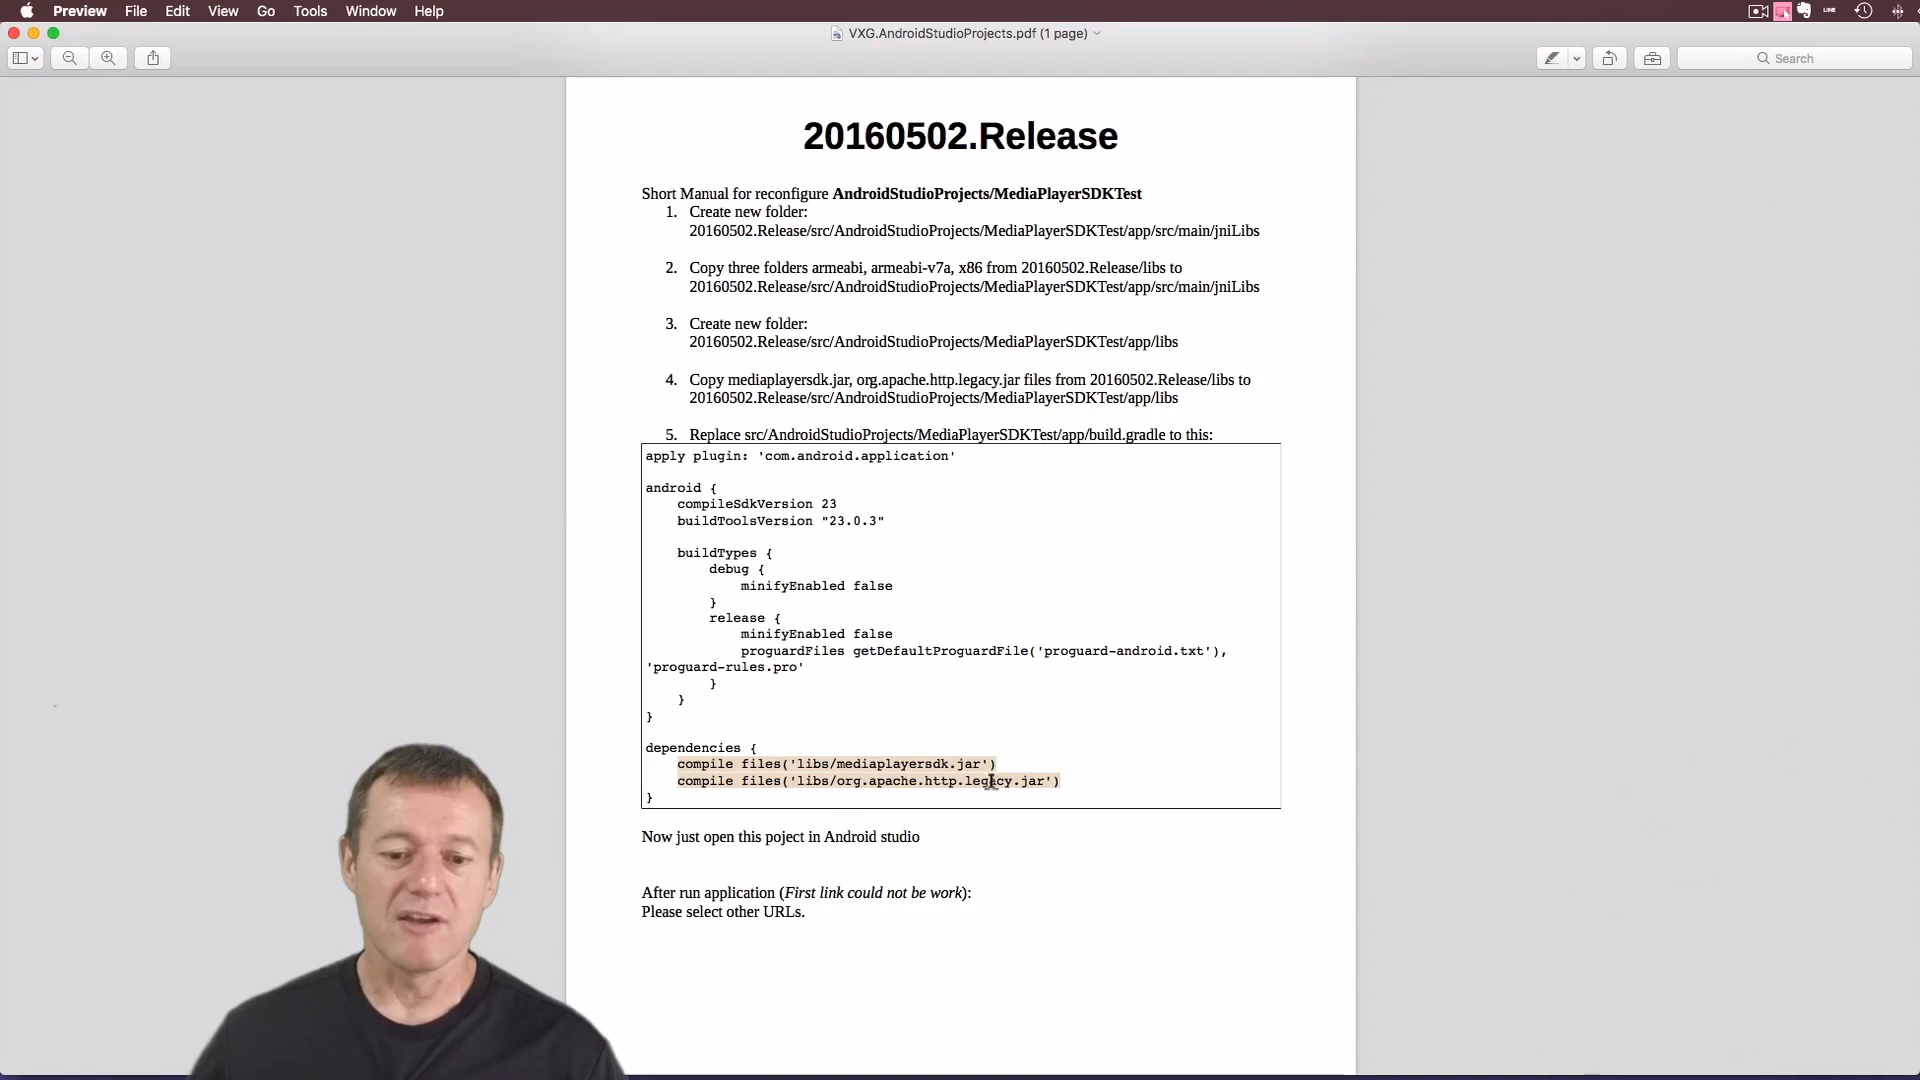 Preview File Edit View Go Tools Window Help
VXG.AndroidStudioProjects.pdf (1 page)
Search
20160502.Release
Short Manual for reconfigure AndroidStudioProjects/MediaPlayerSDKTest
1. Create new folder:
20160502.Release/src/AndroidStudioProjects/MediaPlayerSDKTest/app/src/main/jniLibs
2. Copy three folders armeabi, armeabi-v7a, x86 from 20160502.Release/libs to
20160502.Release/src/AndroidStudioProjects/MediaPlayerSDKTest/app/src/main/jniLibs
3. Create new folder:
20160502.Release/src/AndroidStudioProjects/MediaPlayerSDKTest/app/libs
4. Copy mediaplayersdk.jar, org.apache.http.legacy.jar files from 20160502.Release/libs to
20160502.Release/src/AndroidStudioProjects/MediaPlayerSDKTest/app/libs
5. Replace src/AndroidStudioProjects/MediaPlayerSDKTest/app/build.gradle to this:
apply plugin: 'com.android.application'
android {
compileSdkVersion 23
buildToolsVersion "23.0.3"
buildTypes {
debug {
minifyEnabled false
}
release {
minifyEnabled false
proguardFiles getDefaultProguardFile('proguard-android.txt'),
'proguard-rules.pro'
}
}
}
dependencies {
compile files('libs/mediaplayersdk.jar')
compile files('libs/org.apache.http.legacy.jar')
}
Now just open this poject in Android studio
After run application (First link could not be work):
Please select other URLs.